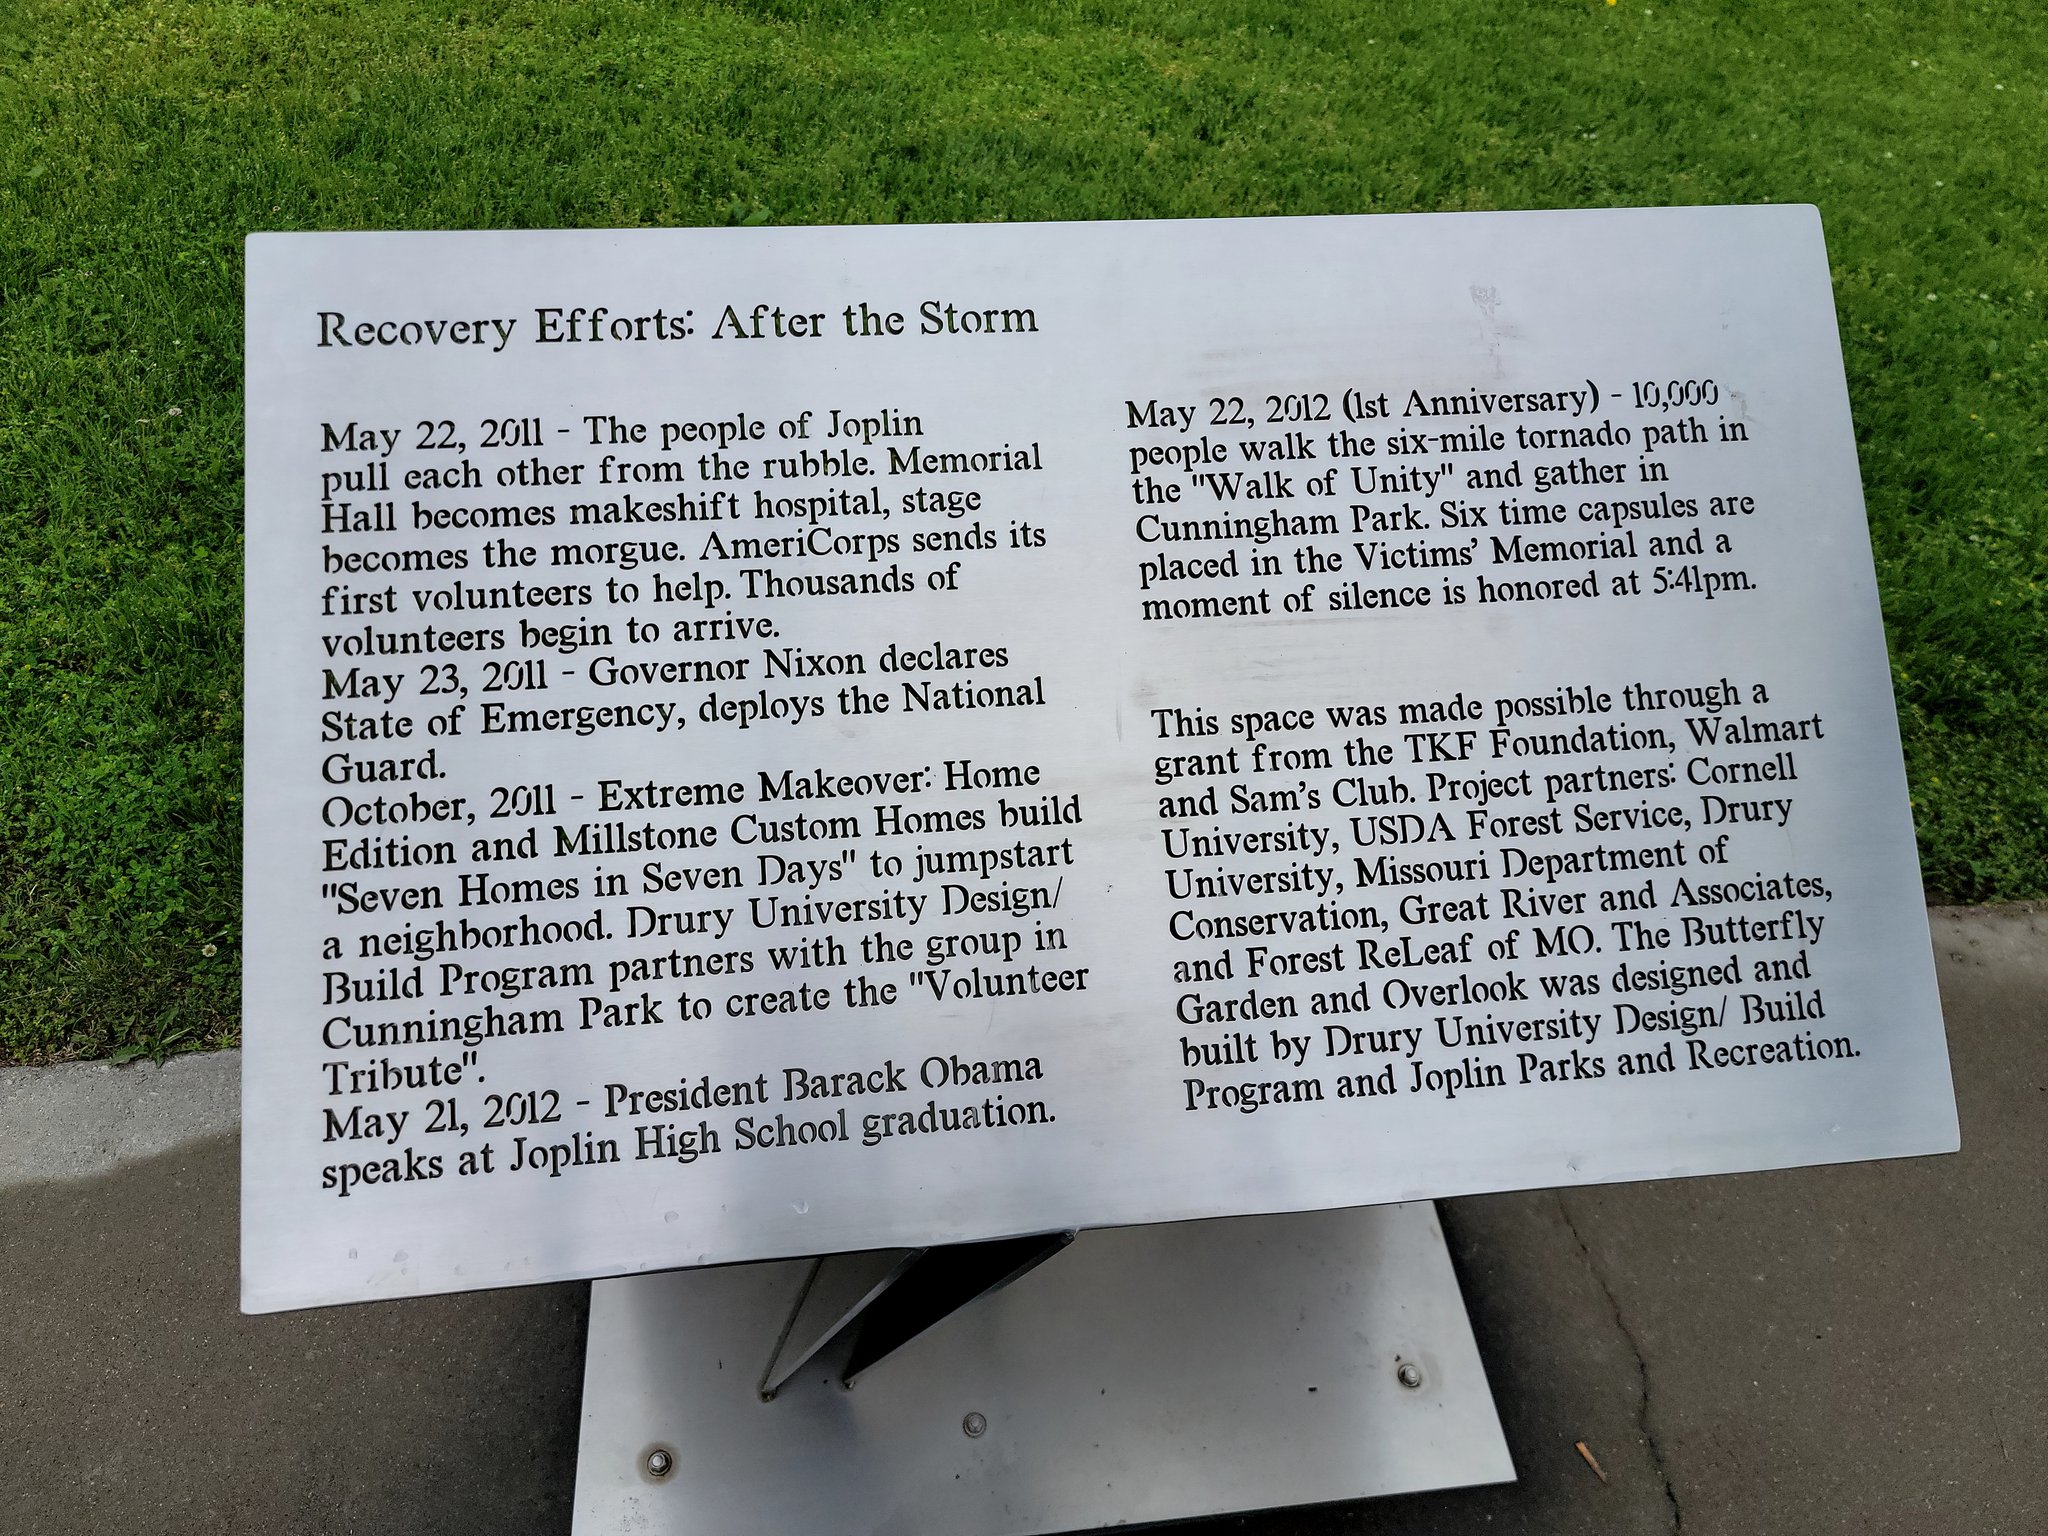 Recovery Efforts: After the Storm
May 22, 2011 - The people of Joplin
pull each other from the rubble. Memorial
Hall becomes makeshift hospital, stage
becomes the morgue. AmeriCorps sends its
first volunteers to help. Thousands of
volunteers begin to arrive.
May 23, 2011 - Governor Nixon declares
State of Emergency, deploys the National
Guard.
October, 2011 - Extreme Makeover: Home
Edition and Millstone Custom Homes build
"Seven Homes in Seven Days" to jumpstart
a neighborhood. Drury University Design/
Build Program partners with the group in
Cunningham Park to create the "Volunteer
Tribute".
May 21, 2012 - President Barack Obama
speaks at Joplin High School graduation.
May 22, 2012 (1st Anniversary) - 10,000
people walk the six-mile tornado path in
the "Walk of Unity" and gather in
Cunningham Park. Six time capsules are
placed in the Victims' Memorial and a
moment of silence is honored at 5:41pm.
This space was made possible through a
grant from the TKF Foundation, Walmart
and Sam's Club. Project partners: Cornell
University, USDA Forest Service, Drury
University, Missouri Department of
Conservation, Great River and Associates,
and Forest ReLeaf of MO. The Butterfly
Garden and Overlook was designed and
built by Drury University Design/ Build
Program and Joplin Parks and Recreation.